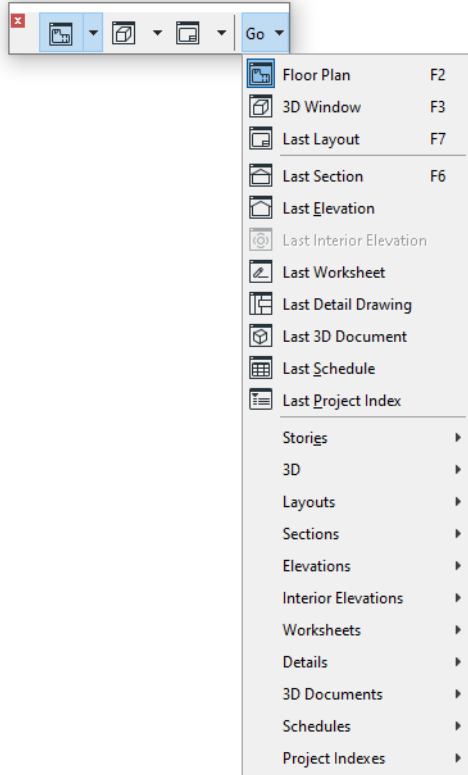 Go
Floor Plan F2
3D Window F3
Last Layout F7
Last Section F6
Last Elevation
Last Interior Elevation
Last Worksheet
Last Detail Drawing
Last 3D Document
Last Schedule
Last Project Index
Stories
3D
Layouts
Sections
Elevations
Interior Elevations
Worksheets
Details
3D Documents
Schedules
Project Indexes